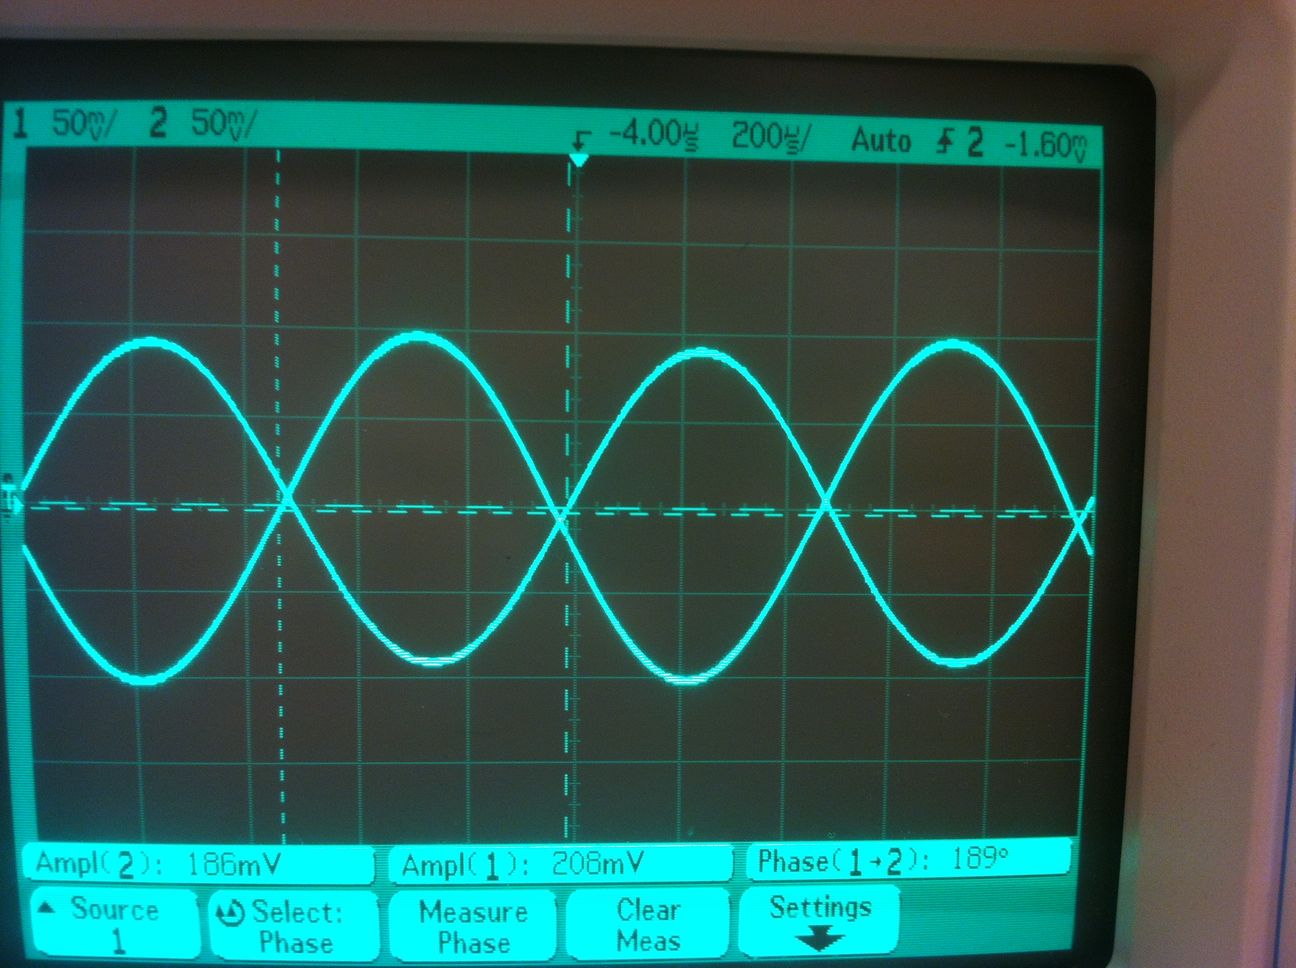 1 50mV/ 2 50mV/ -4.00µs 200µs/ Auto 2 -1.60mV
Ampl(2): 186mV Ampl(1): 208mV Phase(1→2): 189°
Source Select: Measure Clear Settings
1 Phase Phase Meas